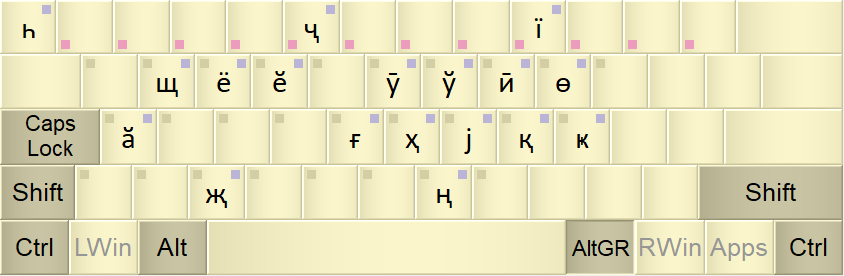 һ ҷ ї
щ ё ӗ ӯ ў ӣ ө
Caps Lock ӑ ғ ҳ ј қ ҝ
Shift җ ң Shift
Ctrl LWin Alt AltGR RWin Apps Ctrl